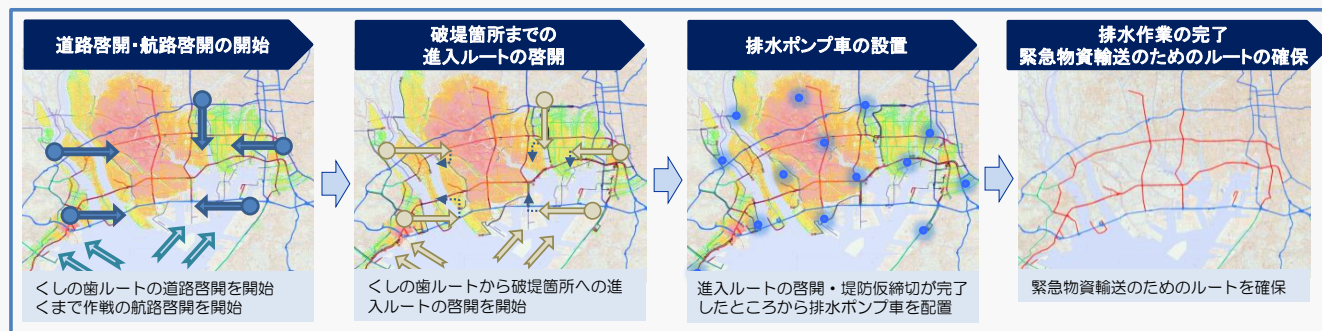 道路啓開・航路啓開の開始
くしの歯ルートの道路啓開を開始
くまで作戦の航路啓開を開始
破堤箇所までの
進入ルートの啓開
くしの歯ルートから破堤箇所への進
入ルートの啓開を開始
排水ポンプ車の設置
進入ルートの啓開・堤防仮締切が完了
したところから排水ポンプ車を配置
排水作業の完了
緊急物資輸送のためのルートの確保
緊急物資輸送のためのルートを確保